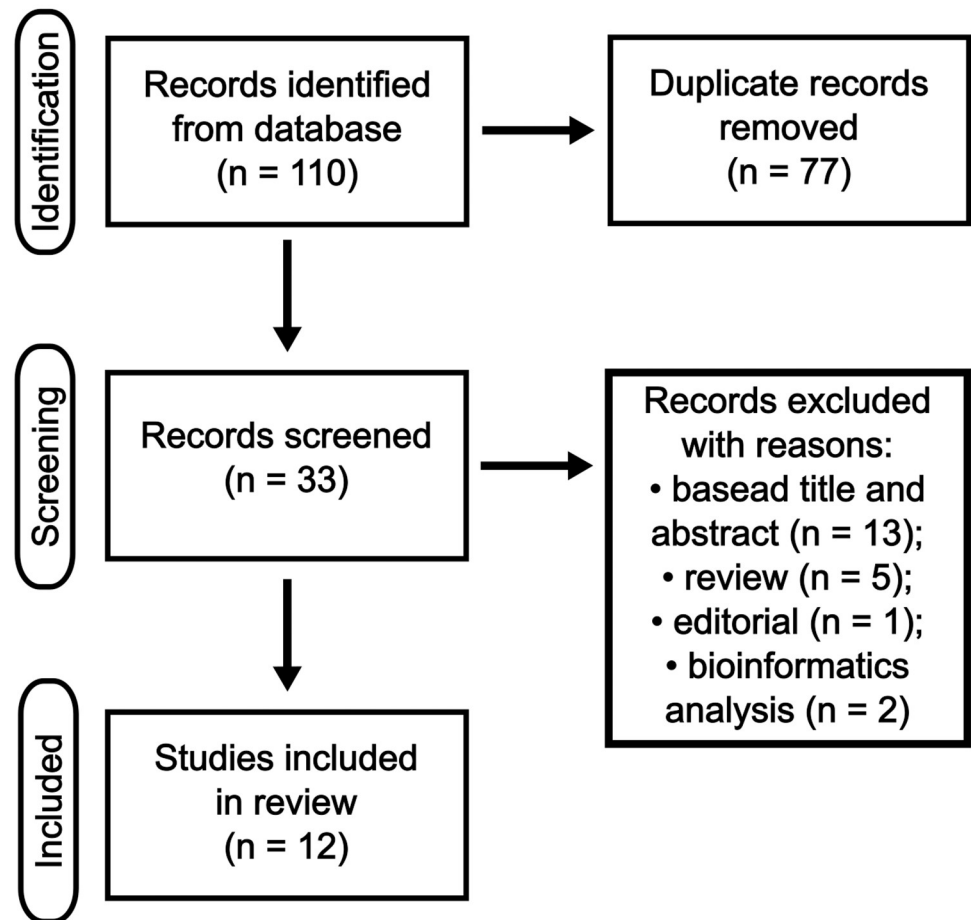 Identification
Records identified
from database
(n = 110)
Duplicate records
removed
(n = 77)
Screening
Records screened
(n = 33)
Records excluded
with reasons:
• basead title and
abstract (n = 13);
• review (n = 5);
• editorial (n = 1);
• bioinformatics
analysis (n = 2)
Included
Studies included
in review
(n = 12)